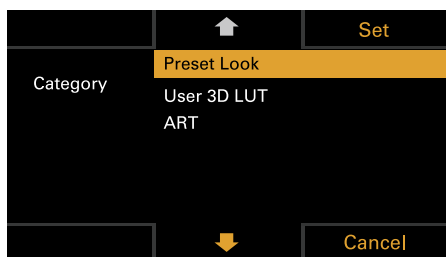 Set
Category
Preset Look
User 3D LUT
ART
Cancel